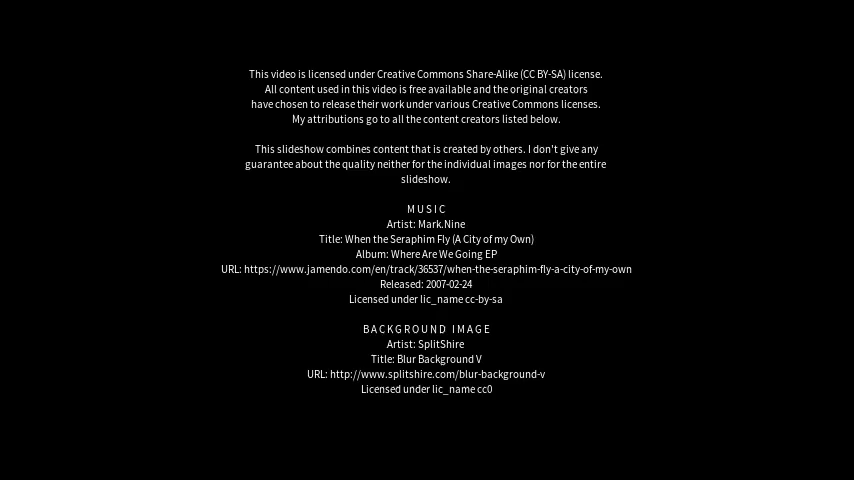 This video is licensed under Creative Commons Share-Alike (CC BY-SA) license.
All content used in this video is free available and the original creators
have chosen to release their work under various Creative Commons licenses.
My attributions go to all the content creators listed below.
This slideshow combines content that is created by others. I don't give any
guarantee about the quality neither for the individual images nor for the entire
slideshow.
MUSIC
Artist: Mark.Nine
Title: When the Seraphim Fly (A City of my Own)
Album: Where Are We Going EP
URL: https://www.jamendo.com/en/track/36537/when-the-seraphim-fly-a-city-of-my-own
Released: 2007-02-24
Licensed under lic_name cc-by-sa
BACKGROUND IMAGE
Artist: SplitShire
Title: Blur Background V
URL: http://www.splitshire.com/blur-background-v
Licensed under lic_name cc0